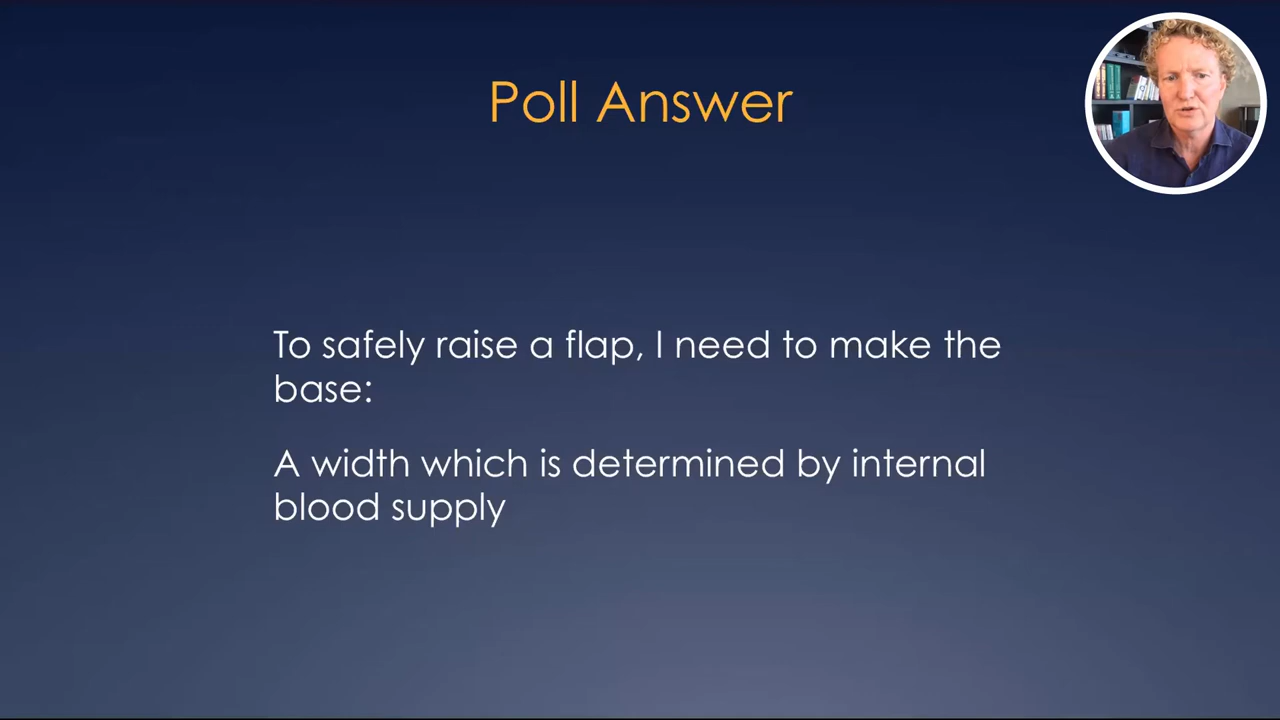 Poll Answer
To safely raise a flap, I need to make the
base:
A width which is determined by internal
blood supply